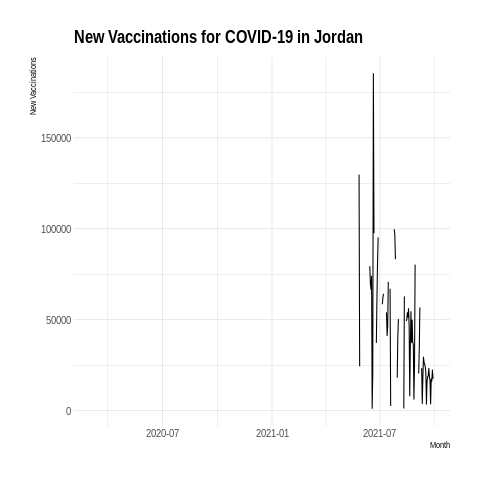 New Vaccinations for COVID-19 in Jordan
New Vaccinations
150000
100000
50000
0
2020-07 2021-01 2021-07
Month